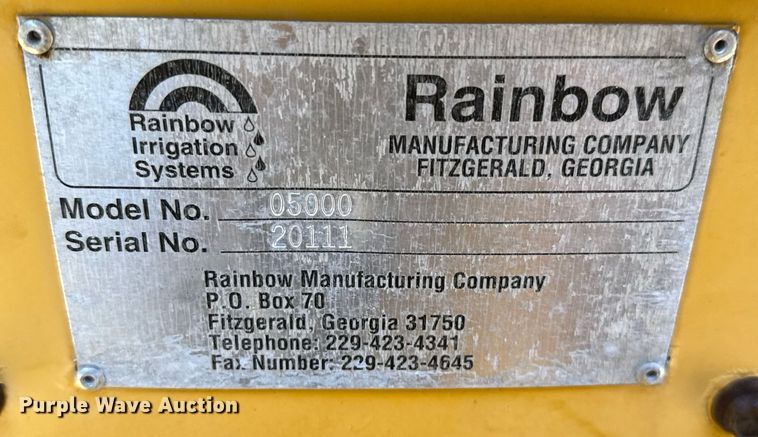 Rainbow
Irrigation
Systems
Rainbow
MANUFACTURING COMPANY
FITZGERALD, GEORGIA
Model No. 05000
Serial No. 20111
Rainbow Manufacturing Company
P.O. Box 70
Fitzgerald, Georgia 31750
Telephone: 229-423-4341
Fax Number: 229-423-4645
Purple Wave Auction